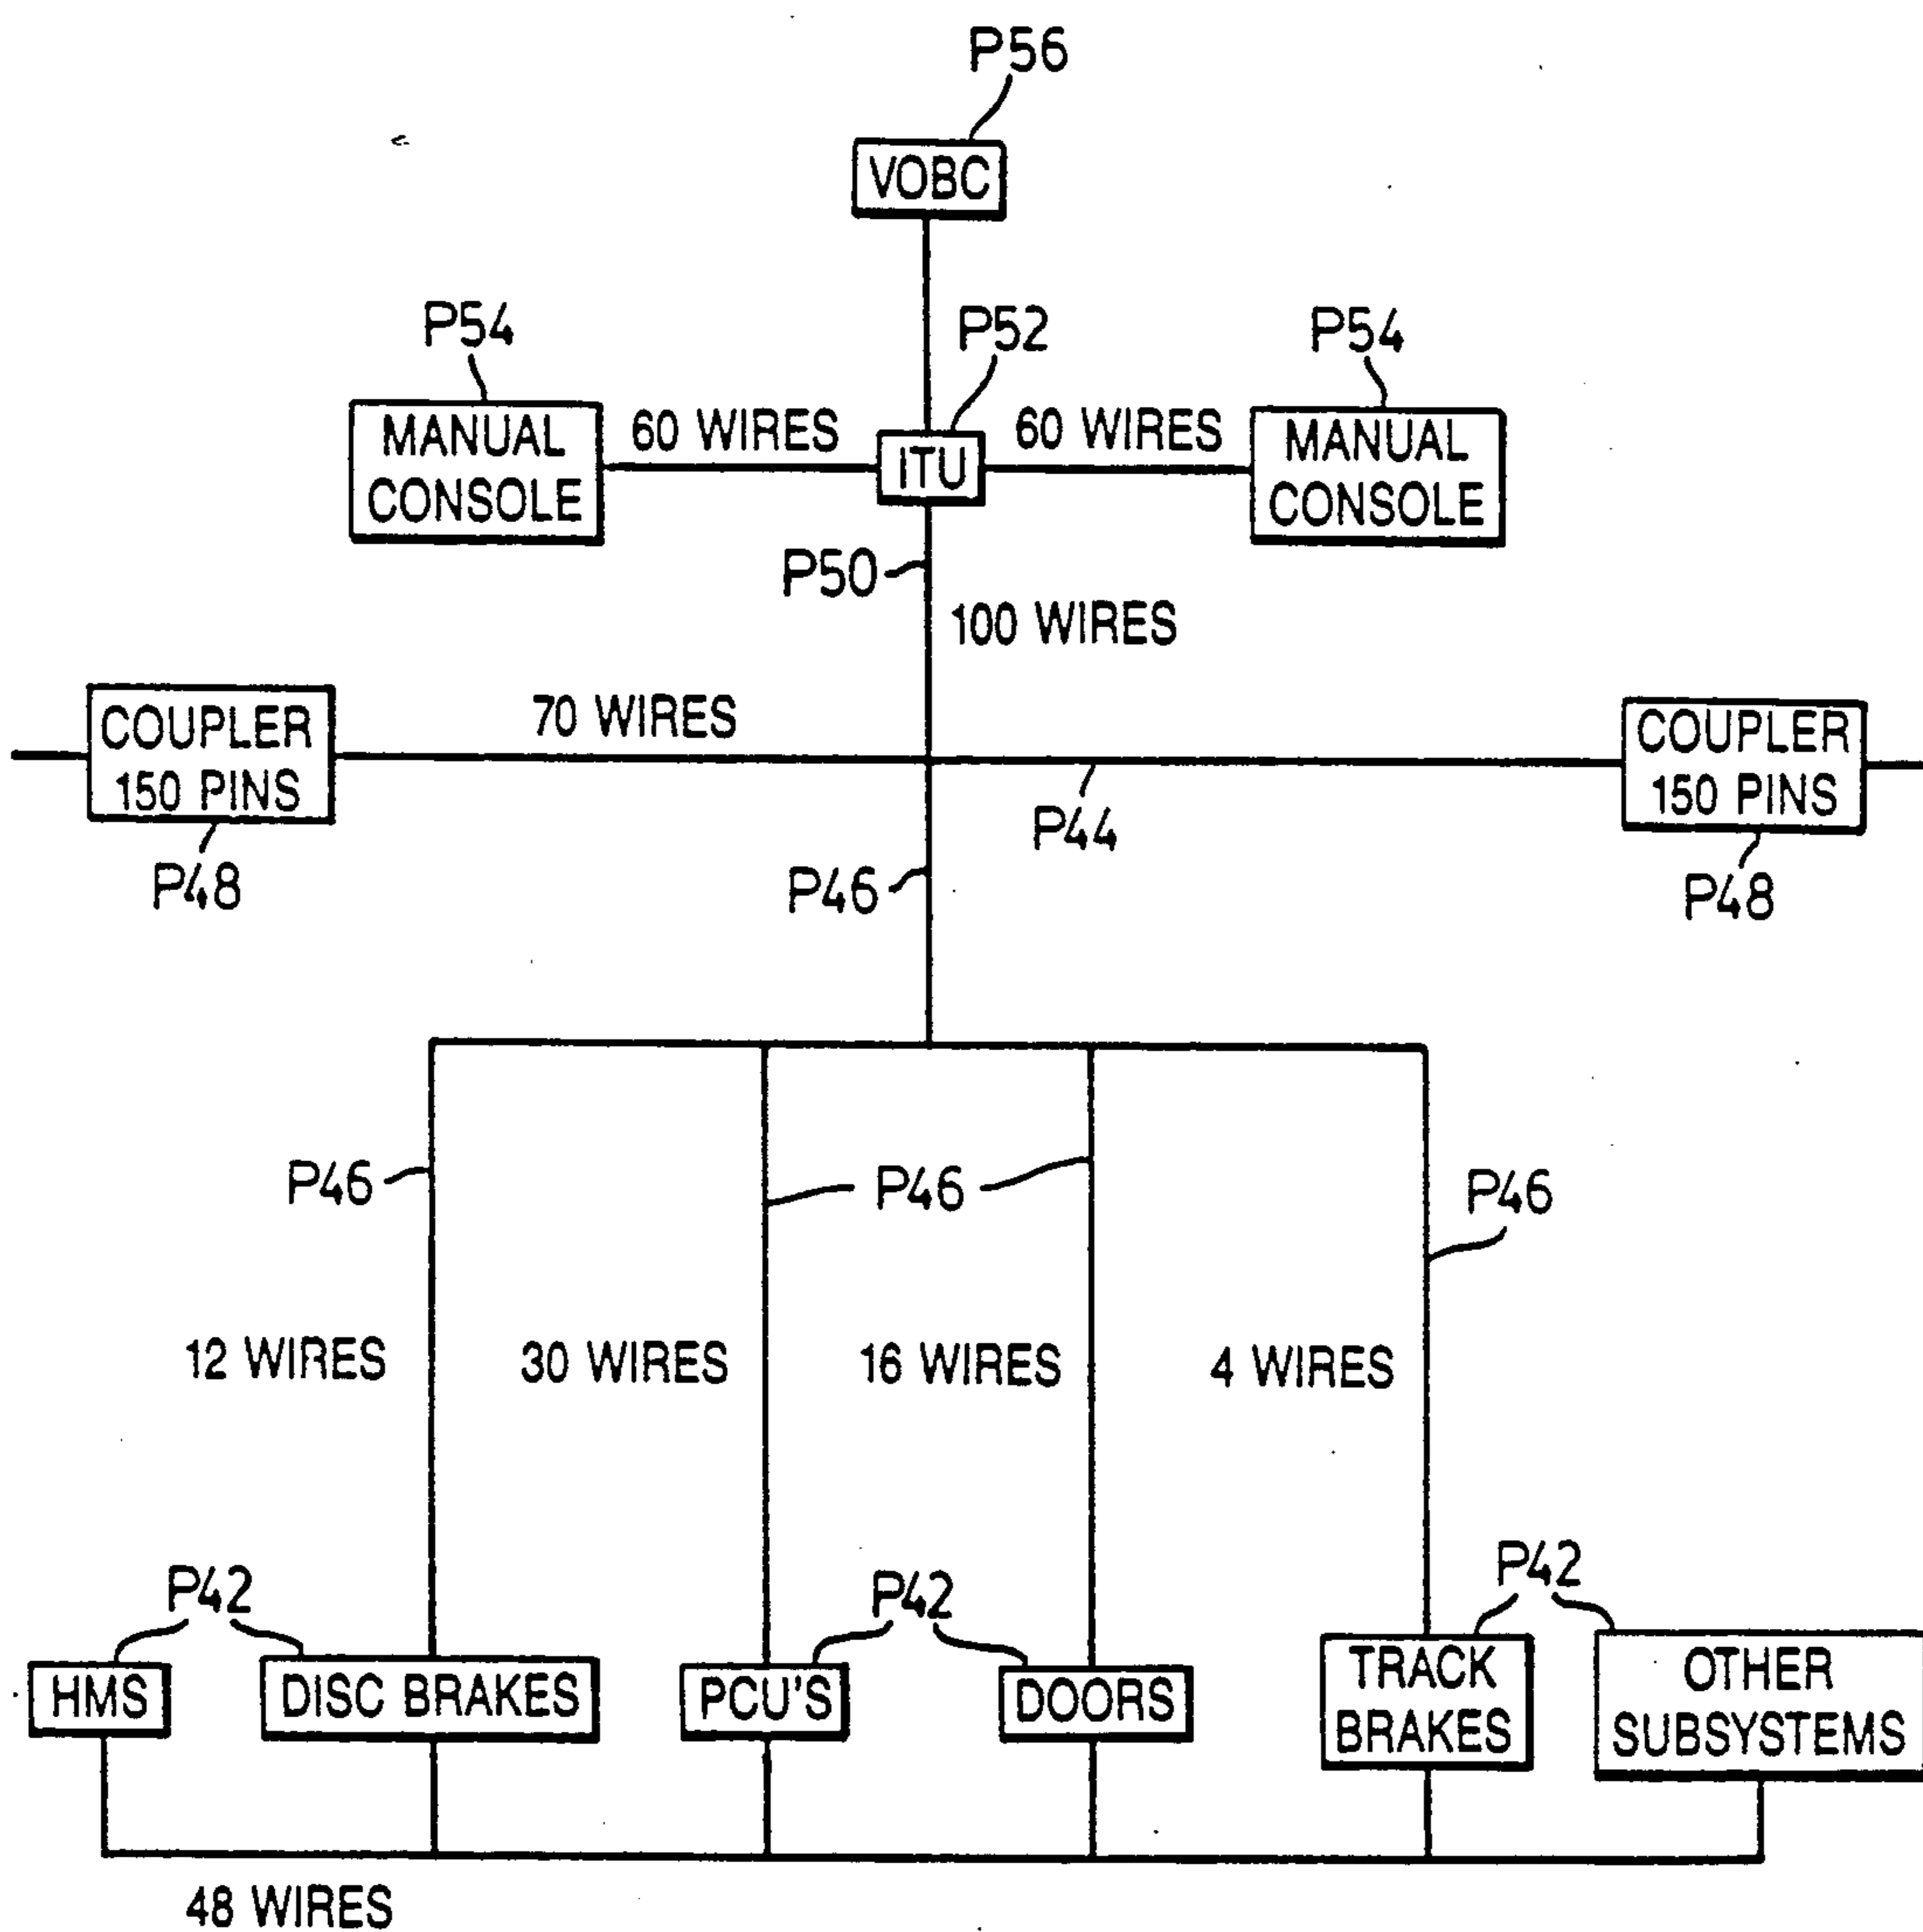 P56
VOBC
P54
P52
P54
MANUAL
CONSOLE
60 WIRES
ITU
60 WIRES
MANUAL
CONSOLE
P50
100 WIRES
COUPLER
150 PINS
70 WIRES
COUPLER
150 PINS
P44
P48
P46
P48
P46
P46
P46
12 WIRES
30 WIRES
16 WIRES
4 WIRES
P42
P42
P42
HMS
DISC BRAKES
PCU'S
DOORS
TRACK
BRAKES
OTHER
SUBSYSTEMS
48 WIRES